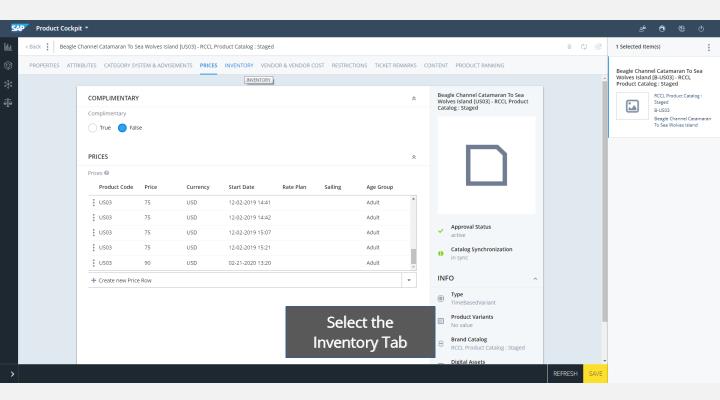 SAP Product Cockpit
< Back Beagle Channel Catamaran To Sea Wolves Island [US03] - RCCL Product Catalog : Staged
PROPERTIES ATTRIBUTES CATEGORY SYSTEM & ADVISEMENTS PRICES INVENTORY VENDOR & VENDOR COST RESTRICTIONS TICKET REMARKS CONTENT PRODUCT RANKING
INVENTORY
COMPLIMENTARY
Complimentary
True False
PRICES
Prices
Product Code Price Currency Start Date Rate Plan Sailing Age Group
US03 75 USD 12-02-2019 14:41 Adult
US03 75 USD 12-02-2019 14:42 Adult
US03 75 USD 12-02-2019 15:07 Adult
US03 75 USD 12-02-2019 15:21 Adult
US03 90 USD 02-21-2020 13:20 Adult
+ Create new Price Row
Select the
Inventory Tab
Beagle Channel Catamaran To Sea
Wolves Island [US03] - RCCL Product
Catalog : Staged
Approval Status
active
Catalog Synchronization
in sync
INFO
Type
TimeBasedVariant
Product Variants
No value
Brand Catalog
RCCL Product Catalog : Staged
Digital Assets
1 Selected Item(s)
Beagle Channel Catamaran To Sea
Wolves Island [B-US03] - RCCL
Product Catalog : Staged
RCCL Product Catalog :
Staged
B-US03
Beagle Channel Catamaran
To Sea Wolves Island
REFRESH SAVE